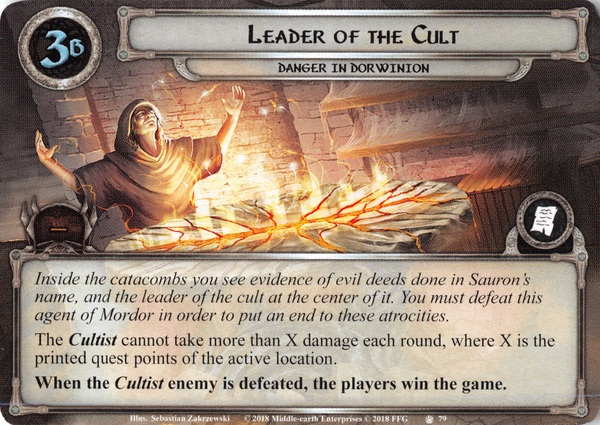 3B
LEADER OF THE CULT
DANGER IN DORWINION
–
Inside the catacombs you see evidence of evil deeds done in Sauron's
name, and the leader of the cult at the center of it. You must defeat this
agent of Mordor in order to put an end to these atrocities.
The Cultist cannot take more than X damage each round, where X is the
printed quest points of the active location.
When the Cultist enemy is defeated, the players win the game.
Illus. Sebastian Zakrzewski © 2018 Middle-earth Enterprises © 2018 FFG 79